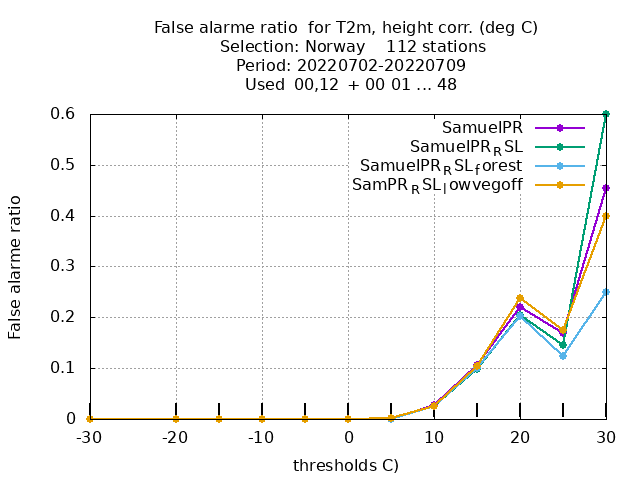 False alarme ratio for T2m, height corr. (deg C)
Selection: Norway 112 stations
Period: 20220702-20220709
Used 00,12 + 00 01 ... 48
SamuelPR
SamuelPR_RSL
SamuelPR_RSL_forest
SamPR_RSL_lowvegoff
False alarme ratio
0.6
0.5
0.4
0.3
0.2
0.1
0
-30 -20 -10 0 10 20 30
thresholds C)